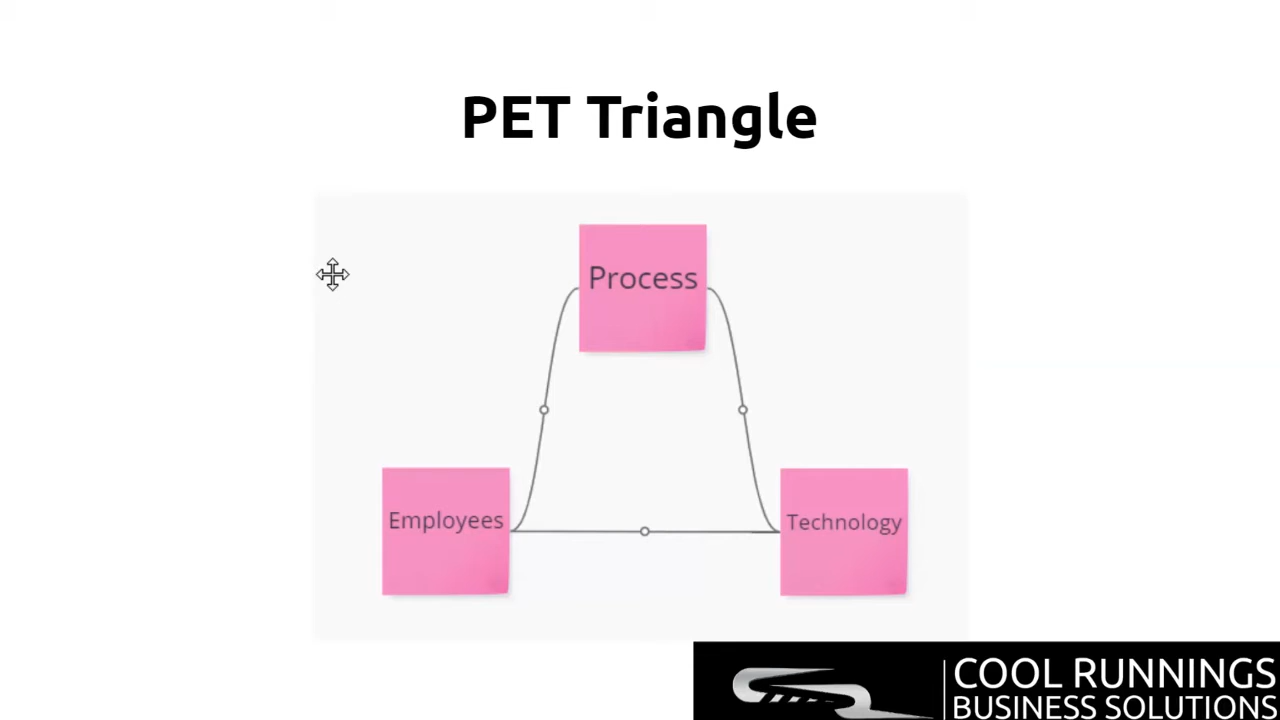 PET Triangle
Process
Employees
Technology
COOL RUNNINGS
BUSINESS SOLUTIONS